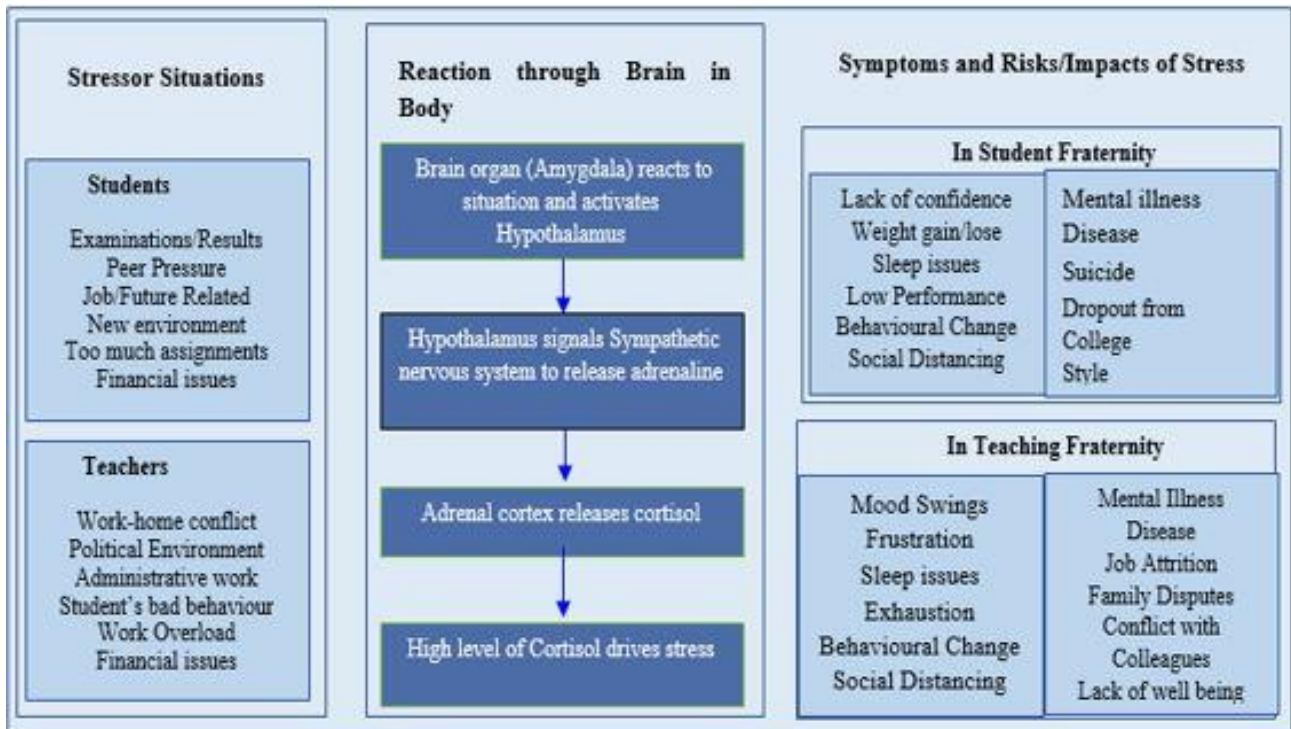 Stressor Situations
Students
Examinations/Results
Peer Pressure
Job/Future Related
New environment
Too much assignments
Financial issues
Teachers
Work-home conflict
Political Environment
Administrative work
Student's bad behaviour
Work Overload
Financial issues
Reaction through Brain in
Body
Brain organ (Amygdala) reacts to
situation and activates
Hypothalamus
Hypothalamus signals Sympathetic
nervous system to release adrenaline
Adrenal cortex releases cortisol
High level of Cortisol drives stress
Symptoms and Risks/Impacts of Stress
In Student Fraternity
Lack of confidence
Weight gain/lose
Sleep issues
Low Performance
Behavioural Change
Social Distancing
Mental illness
Disease
Suicide
Dropout from
College
Style
In Teaching Fraternity
Mood Swings
Frustration
Sleep issues
Exhaustion
Behavioural Change
Social Distancing
Mental Illness
Disease
Job Attrition
Family Disputes
Conflict with
Colleagues
Lack of well being